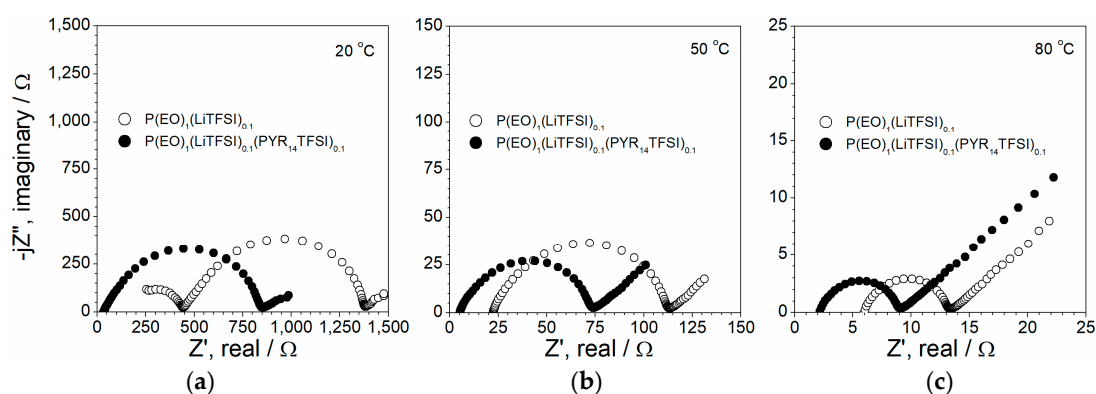 -jZ", imaginary / Ω
1,500
1,250
1,000
750
500
250
0
20 °C
P(EO)₁(LiTFSI)₀.₁
P(EO)₁(LiTFSI)₀.₁(PYR₁₄TFSI)₀.₁
0 250 500 750 1,000 1,250 1,500
Z', real / Ω
(a)
150
125
100
75
50
25
0
50 °C
P(EO)₁(LiTFSI)₀.₁
P(EO)₁(LiTFSI)₀.₁(PYR₁₄TFSI)₀.₁
0 25 50 75 100 125 150
Z', real / Ω
(b)
25
20
15
10
5
0
80 °C
P(EO)₁(LiTFSI)₀.₁
P(EO)₁(LiTFSI)₀.₁(PYR₁₄TFSI)₀.₁
0 5 10 15 20 25
Z', real / Ω
(c)